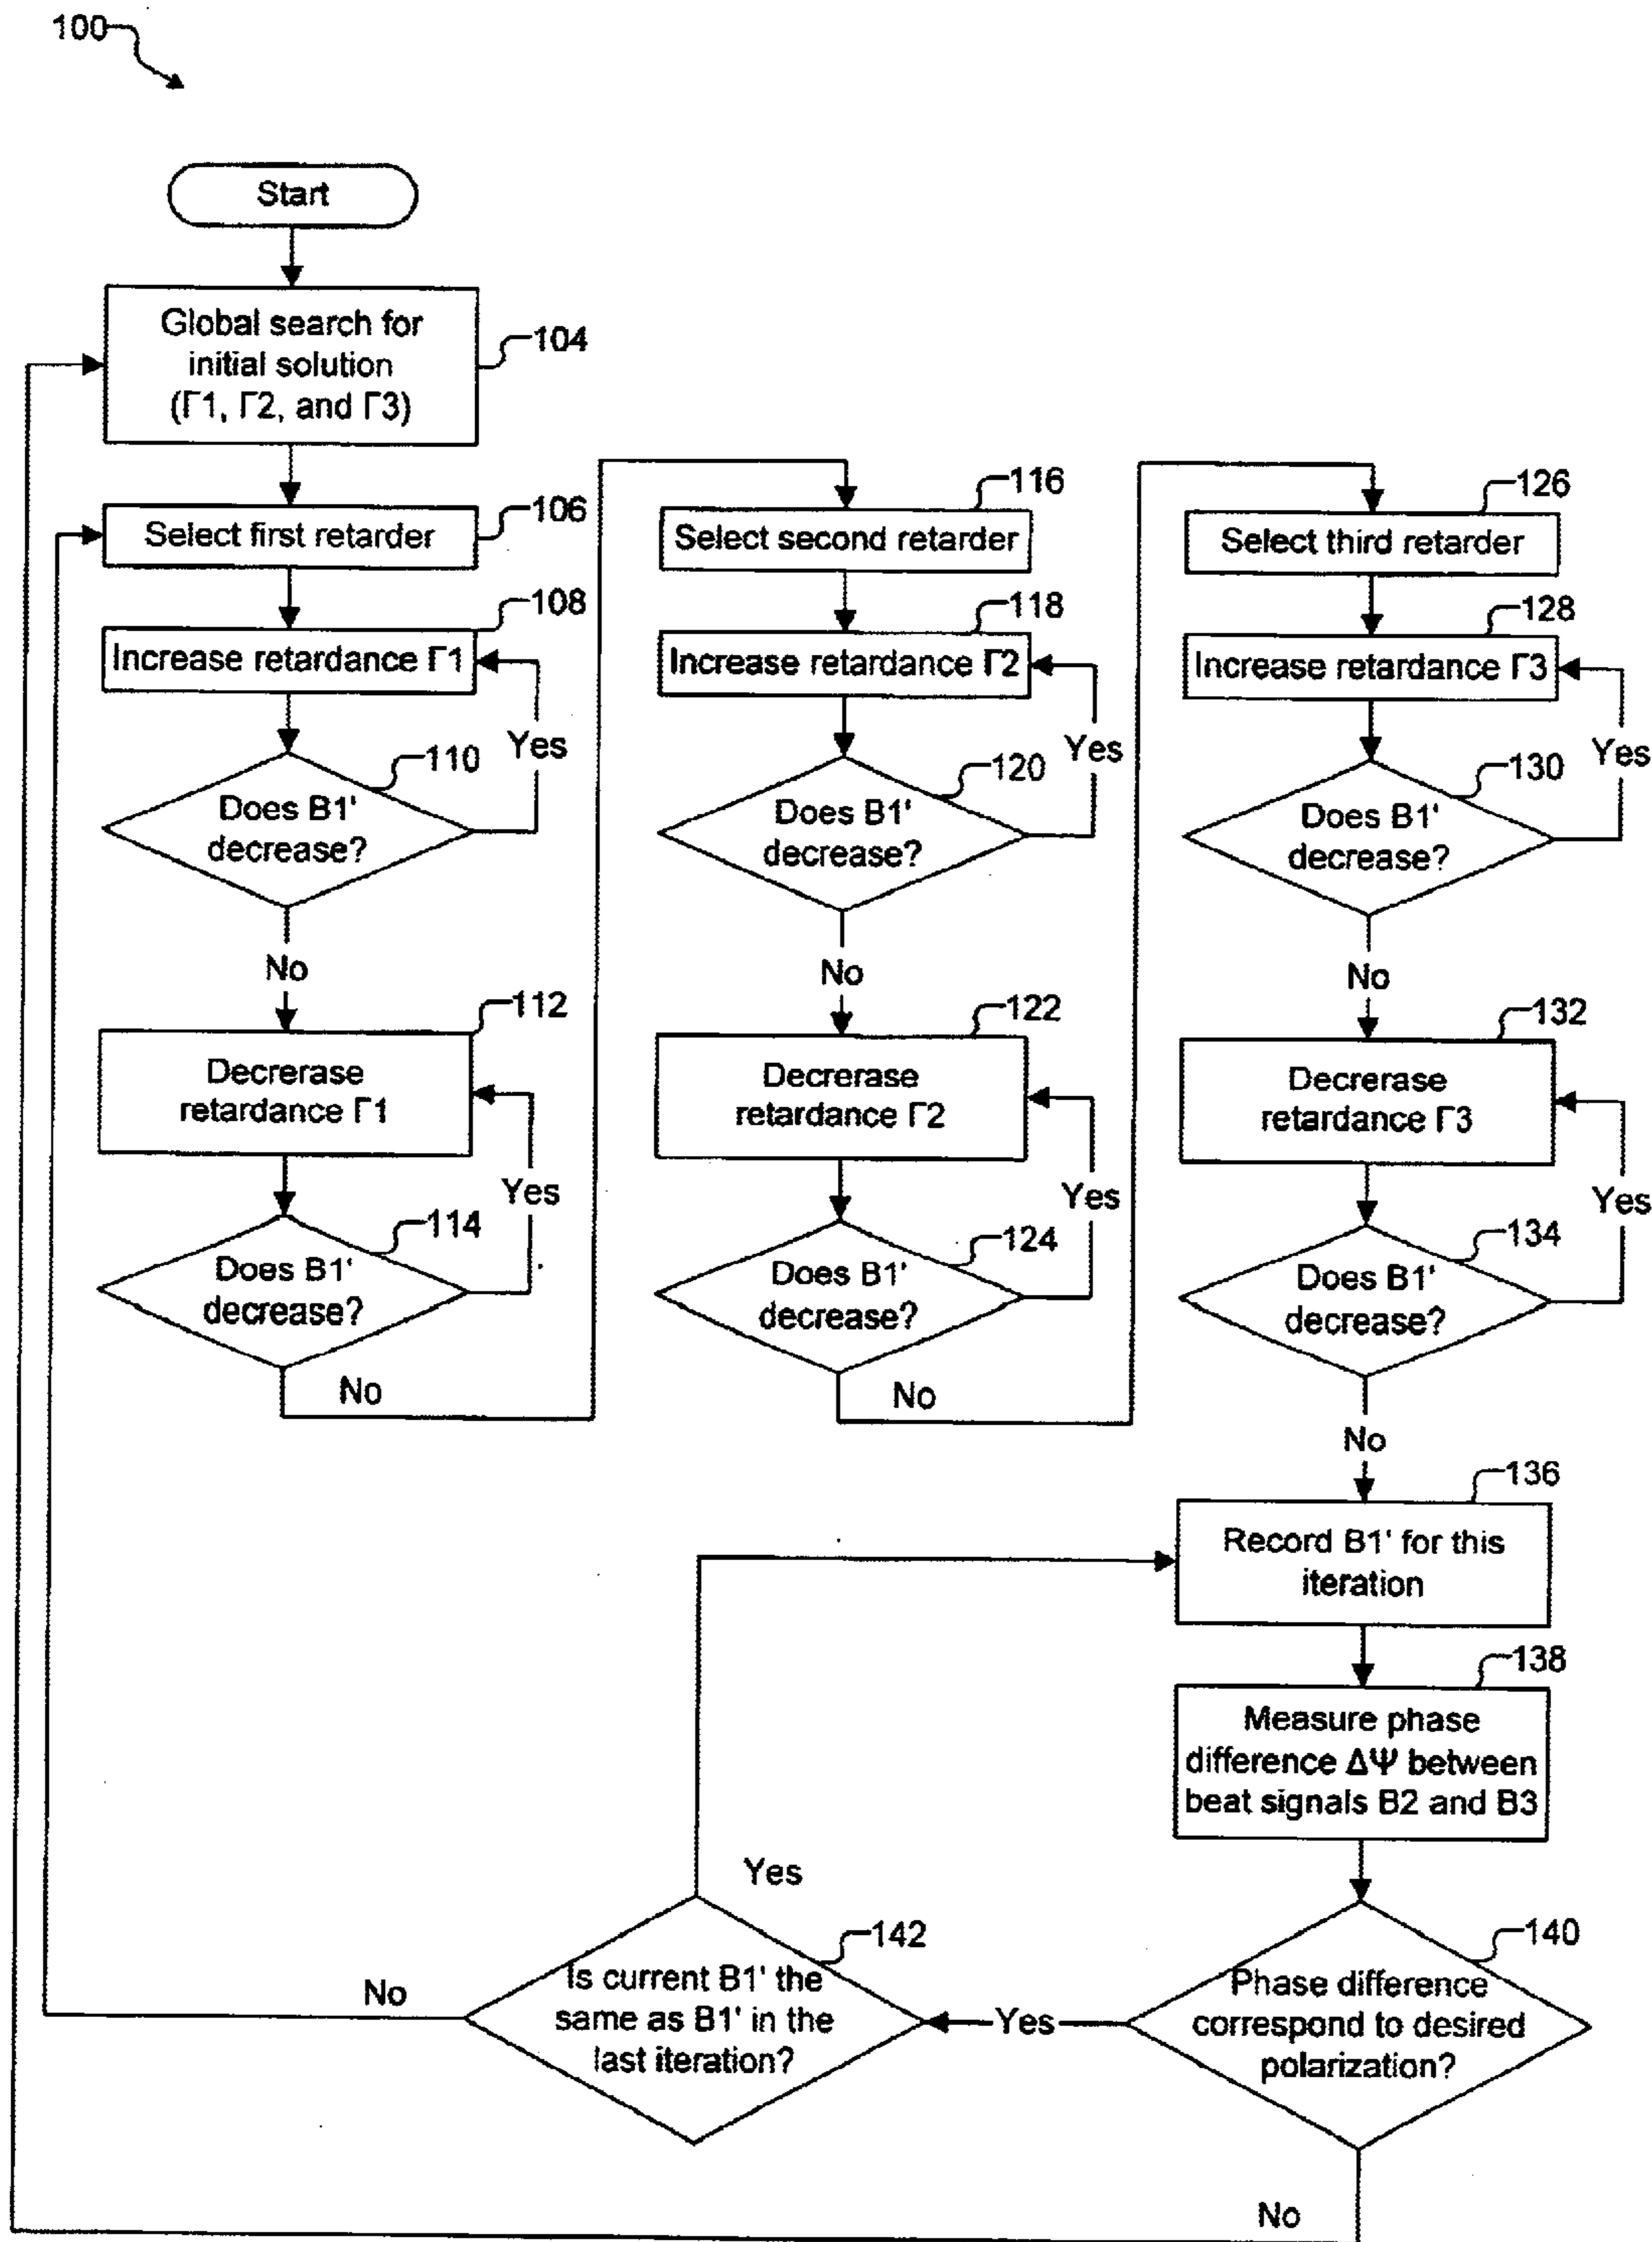 100
Start
Global search for
initial solution
(Γ1, Γ2, and Γ3)
104
Select first retarder
106
Increase retardance Γ1
108
Yes
Does B1'
decrease?
110
No
Decrerase
retardance Γ1
112
Yes
Does B1'
decrease?
114
No
Select second retarder
116
Increase retardance Γ2
118
Yes
Does B1'
decrease?
120
No
Decrerase
retardance Γ2
122
Yes
Does B1'
decrease?
124
No
Select third retarder
126
Increase retardance Γ3
128
Yes
Does B1'
decrease?
130
No
Decrerase
retardance Γ3
132
Yes
Does B1'
decrease?
134
No
Record B1' for this
iteration
136
Measure phase
difference ΔΨ between
beat signals B2 and B3
138
Phase difference
correspond to desired
polarization?
140
Yes
No
Is current B1' the
same as B1' in the
last iteration?
142
Yes
No